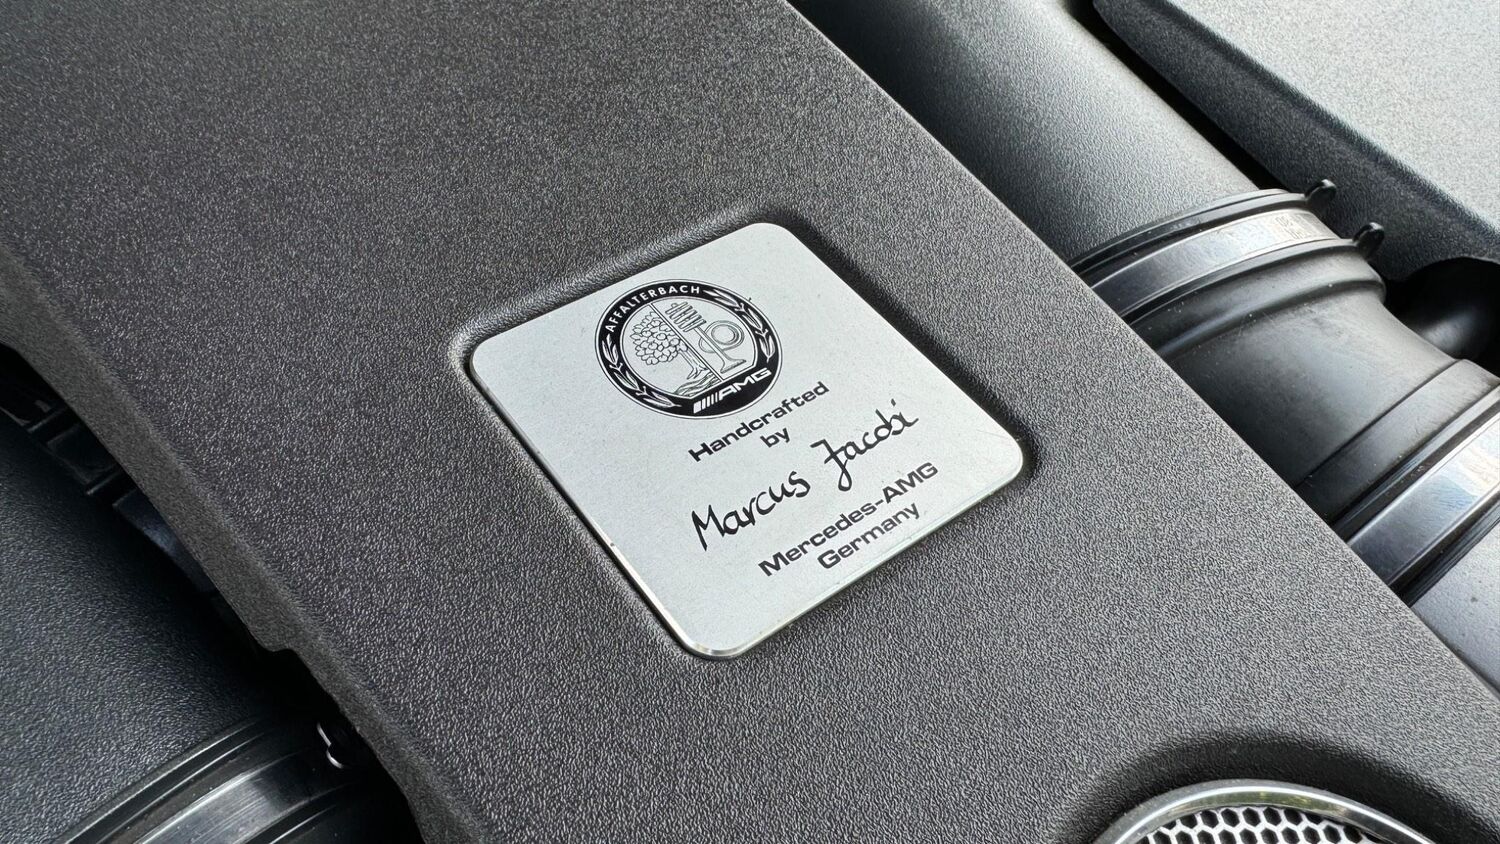 AFFALTERBACH
AMG
Handcrafted
by
Marcus Jacobi
Mercedes-AMG
Germany